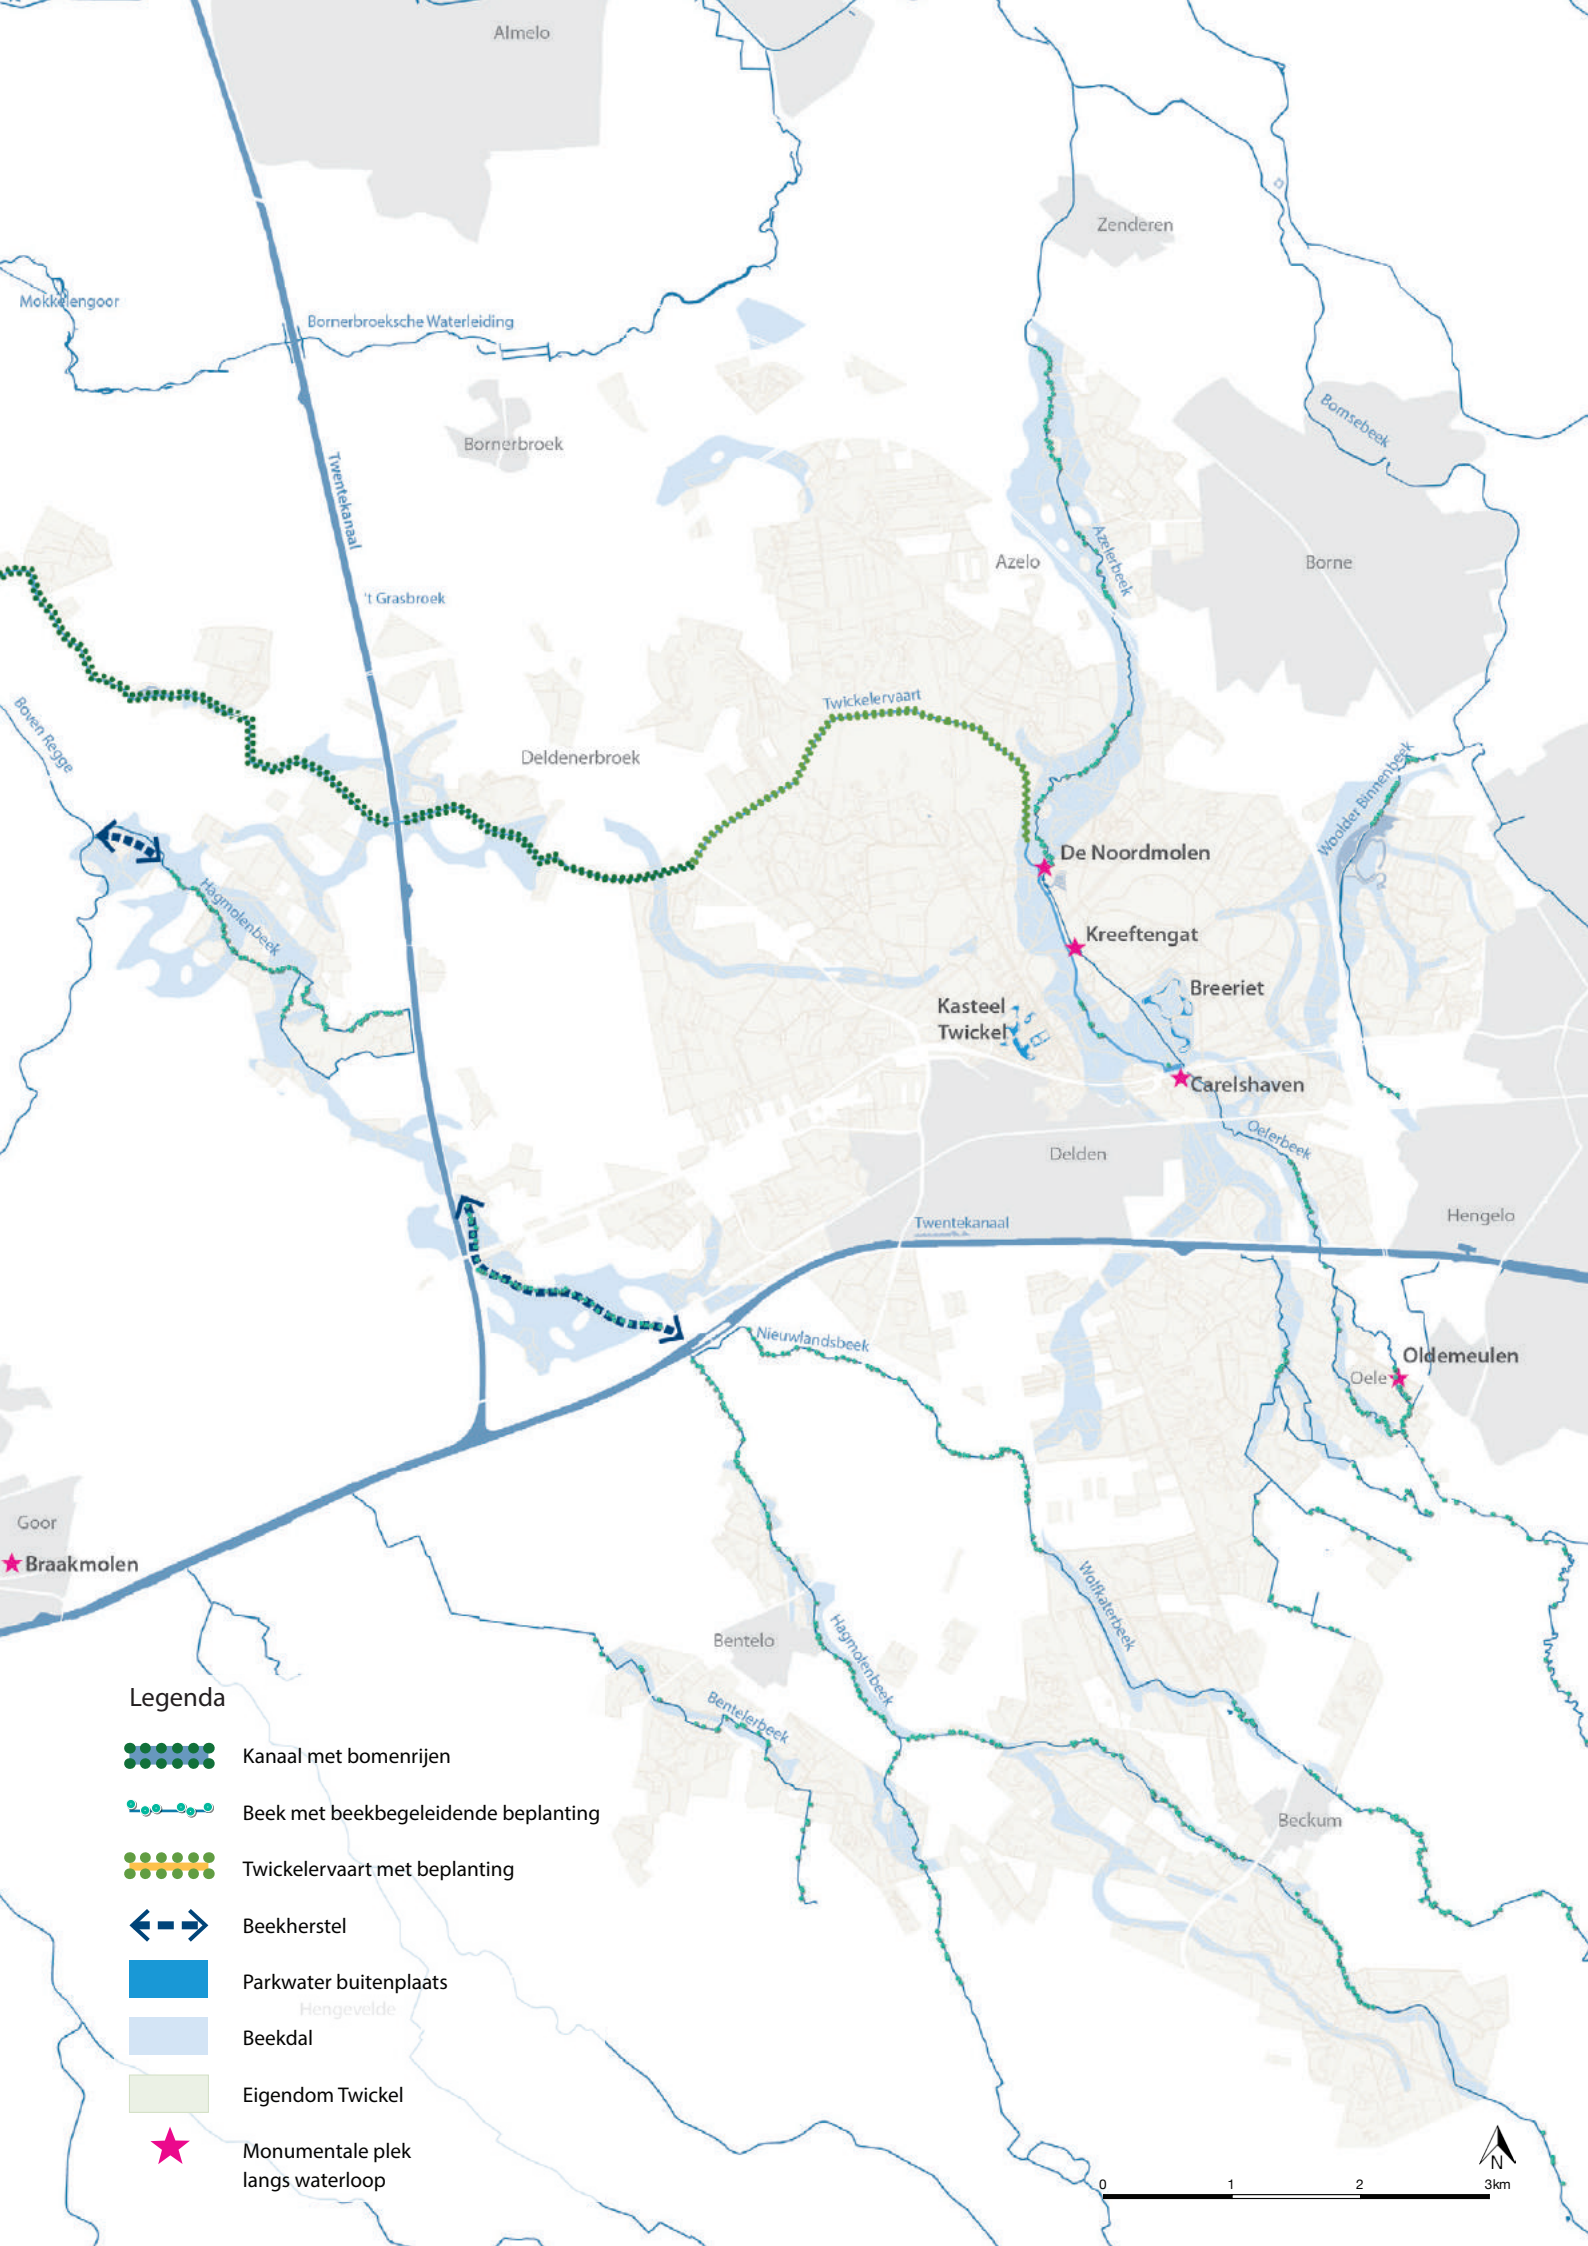 Almelo
Zenderen
Mokkelengoor
Bornerbroeksche Waterleiding
Bornsebeek
Bornerbroek
Twentekanaal
Azelo
Azelerbeek
Borne
't Grasbroek
Twickelervaart
Boven Regge
Deldenerbroek
Woolder Binnenbeek
De Noordmolen
Hagmolenbeek
Kreeftengat
Breeriet
Kasteel
Twickel
Carelshaven
Oelerbeek
Delden
Hengelo
Twentekanaal
Nieuwlandsbeek
Oldemeulen
Oele
Goor
Braakmolen
Wolfkaterbeek
Bentelo
Hagmolenbeek
Bentelerbeek
Beckum
Legenda
Kanaal met bomenrijen
Beek met beekbegeleidende beplanting
Twickelervaart met beplanting
Beekherstel
Parkwater buitenplaats
Hengevelde
Beekdal
Eigendom Twickel
Monumentale plek
langs waterloop
N
0 1 2 3km